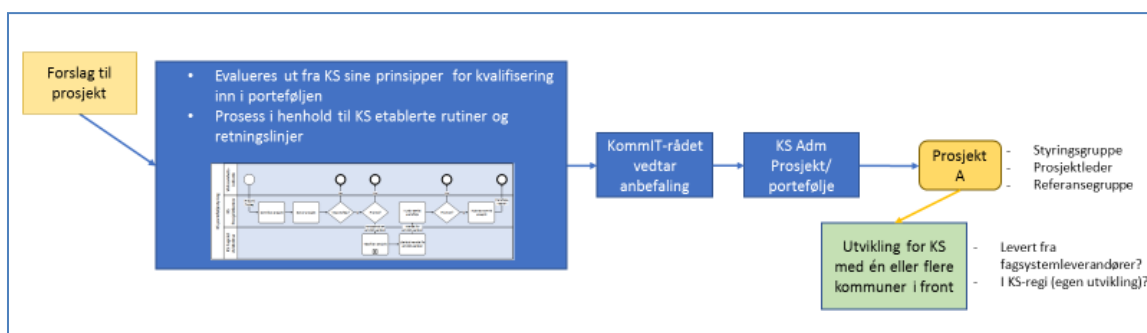 Forslag til
prosjekt
• Evalueres ut fra KS sine prinsipper for kvalifisering
inn i porteføljen
• Prosess i henhold til KS etablerte rutiner og
retningslinjer
KommIT-rådet
vedtar
anbefaling
KS Adm
Prosjekt/
portefølje
Prosjekt
A
- Styringsgruppe
- Prosjektleder
- Referansegruppe
Utvikling for KS
med én eller flere
kommuner i front
- Levert fra
fagsystemleverandører?
- I KS-regi (egen utvikling)?